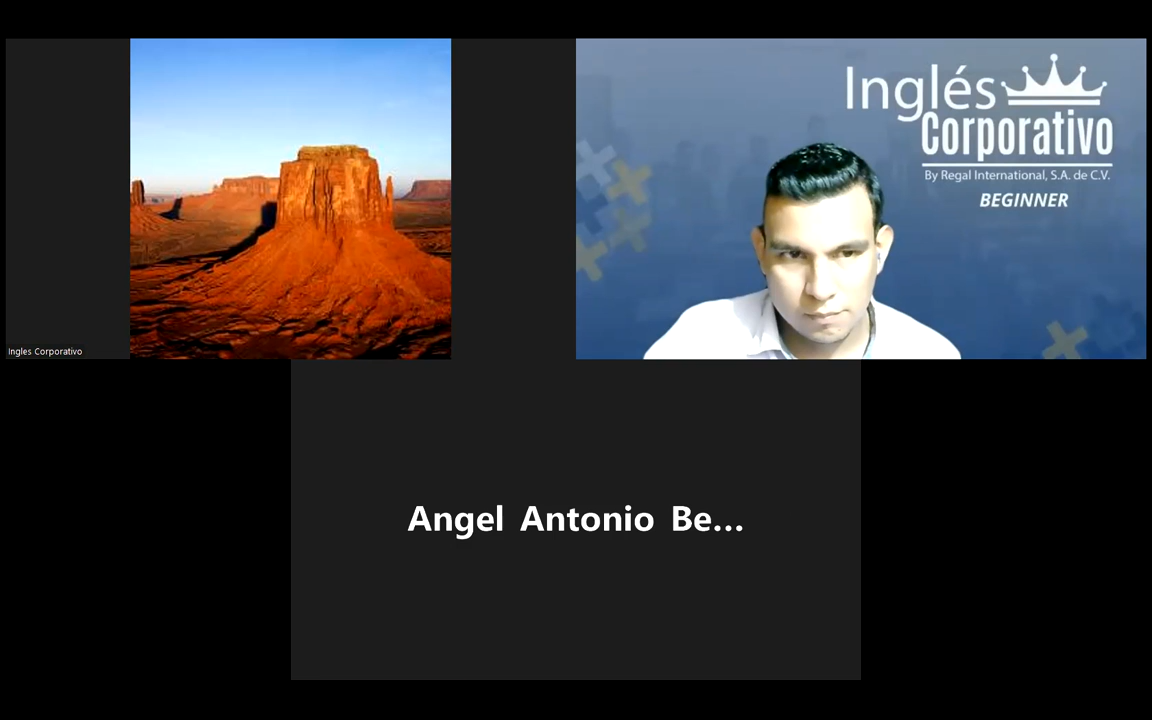 Inglés
Corporativo
By Regal International, S.A. de C.V.
BEGINNER
Ingles Corporativo
Angel Antonio Be...